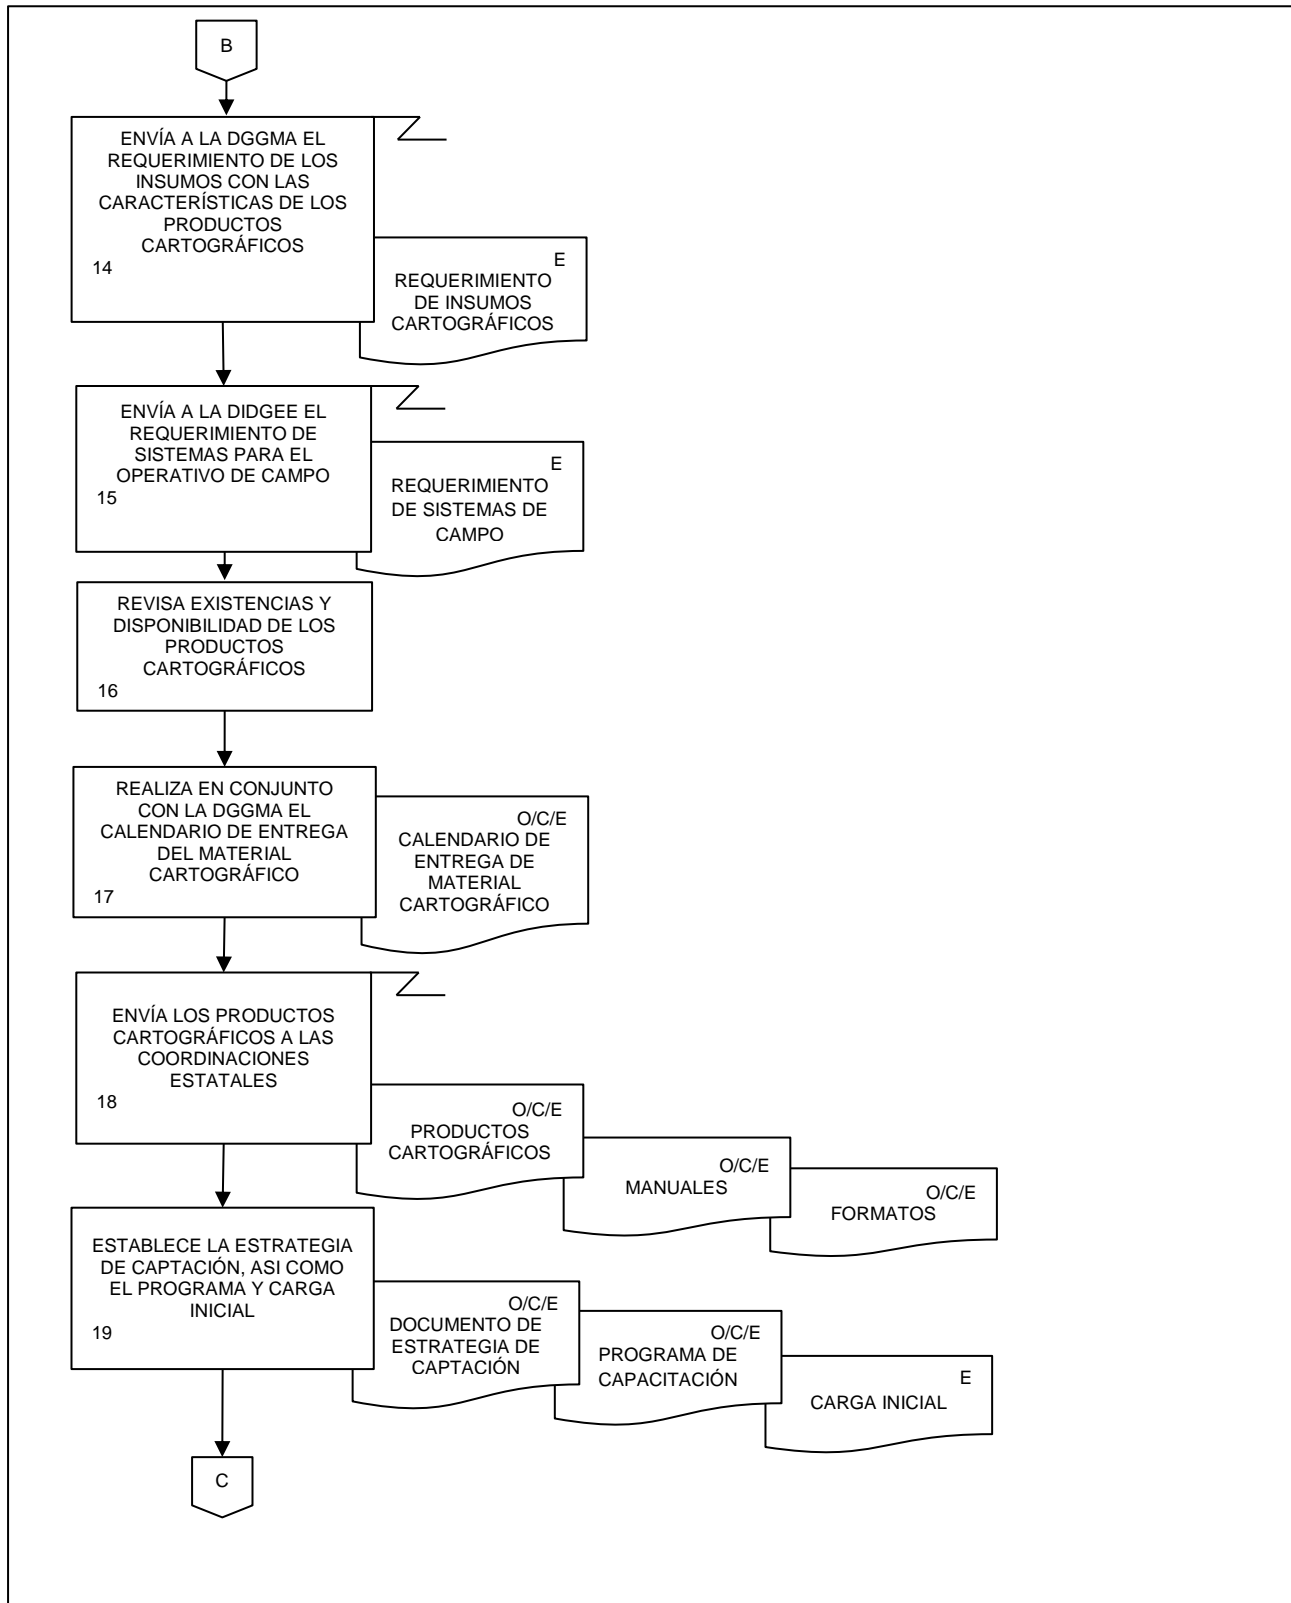 B
ENVÍA A LA DGGMA EL
REQUERIMIENTO DE LOS
INSUMOS CON LAS
CARACTERÍSTICAS DE LOS
PRODUCTOS
CARTOGRÁFICOS
14
E
REQUERIMIENTO
DE INSUMOS
CARTOGRÁFICOS
ENVÍA A LA DIDGEE EL
REQUERIMIENTO DE
SISTEMAS PARA EL
OPERATIVO DE CAMPO
15
E
REQUERIMIENTO
DE SISTEMAS DE
CAMPO
REVISA EXISTENCIAS Y
DISPONIBILIDAD DE LOS
PRODUCTOS
CARTOGRÁFICOS
16
REALIZA EN CONJUNTO
CON LA DGGMA EL
CALENDARIO DE ENTREGA
DEL MATERIAL
CARTOGRÁFICO
17
O/C/E
CALENDARIO DE
ENTREGA DE
MATERIAL
CARTOGRÁFICO
ENVÍA LOS PRODUCTOS
CARTOGRÁFICOS A LAS
COORDINACIONES
ESTATALES
18
O/C/E
PRODUCTOS
CARTOGRÁFICOS
O/C/E
MANUALES
O/C/E
FORMATOS
ESTABLECE LA ESTRATEGIA
DE CAPTACIÓN, ASI COMO
EL PROGRAMA Y CARGA
INICIAL
19
O/C/E
DOCUMENTO DE
ESTRATEGIA DE
CAPTACIÓN
O/C/E
PROGRAMA DE
CAPACITACIÓN
E
CARGA INICIAL
C